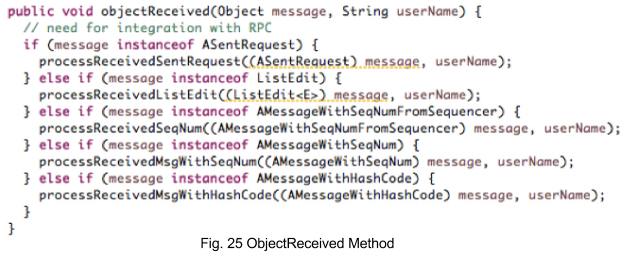 public void objectReceived(Object message, String userName) {
  // need for integration with RPC
  if (message instanceof ASentRequest) {
    processReceivedSentRequest((ASentRequest) message, userName);
  } else if (message instanceof ListEdit) {
    processReceivedListEdit((ListEdit<E>) message, userName);
  } else if (message instanceof AMessageWithSeqNumFromSequencer) {
    processReceivedSeqNum((AMessageWithSeqNumFromSequencer) message, userName);
  } else if (message instanceof AMessageWithSeqNum) {
    processReceivedMsgWithSeqNum((AMessageWithSeqNum) message, userName);
  } else if (message instanceof AMessageWithHashCode) {
    processReceivedMsgWithHashCode((AMessageWithHashCode) message, userName);
  }
}
Fig. 25 ObjectReceived Method